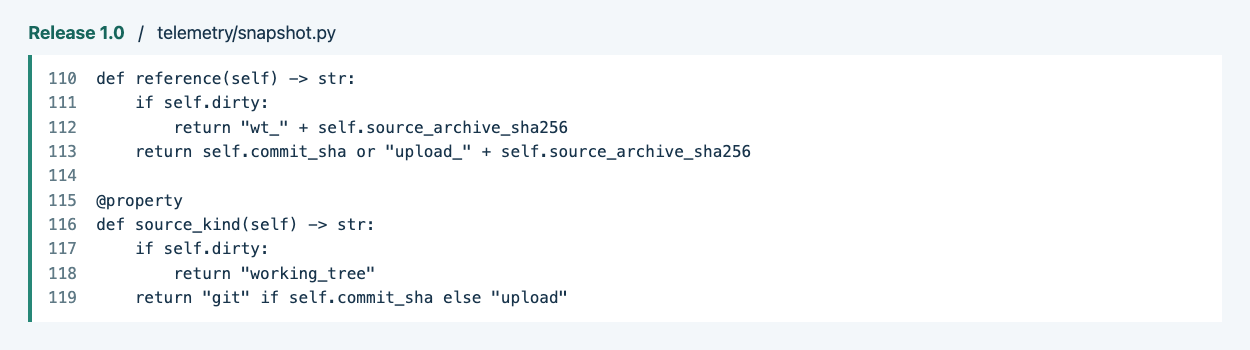 Release 1.0 / telemetry/snapshot.py
110 def reference(self) -> str:
111     if self.dirty:
112         return "wt_" + self.source_archive_sha256
113     return self.commit_sha or "upload_" + self.source_archive_sha256
114
115 @property
116 def source_kind(self) -> str:
117     if self.dirty:
118         return "working_tree"
119     return "git" if self.commit_sha else "upload"